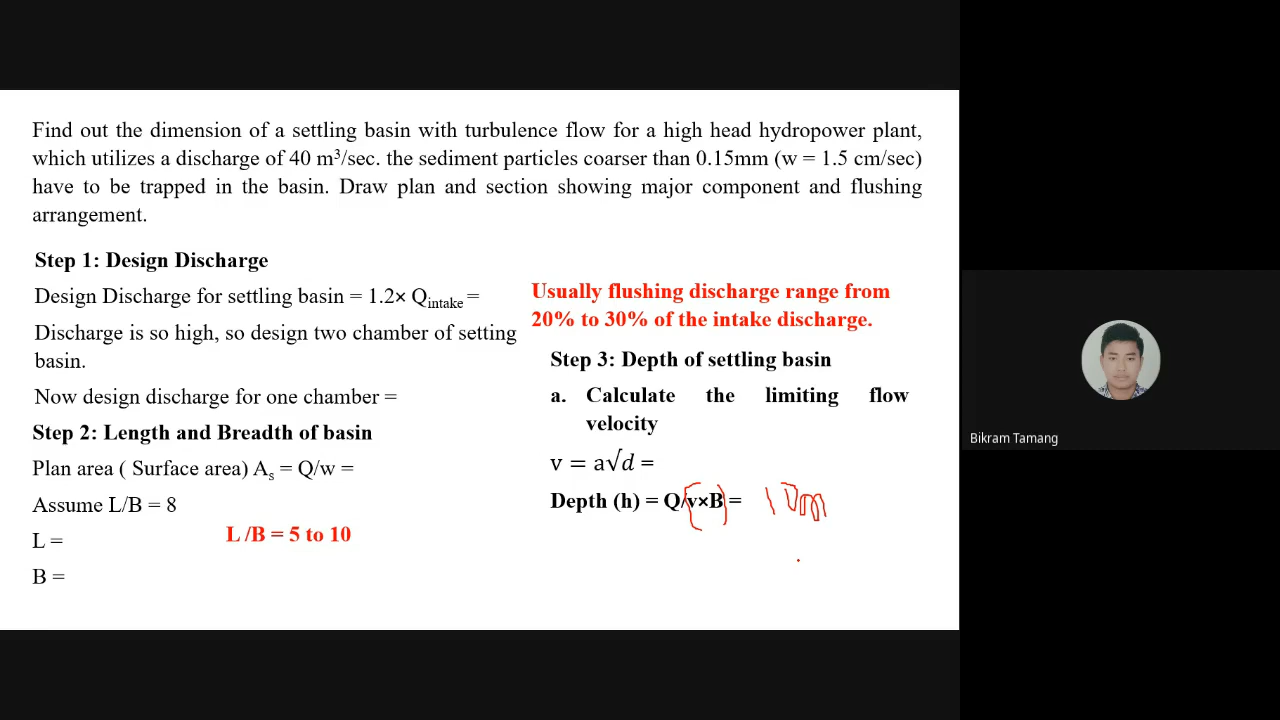 Find out the dimension of a settling basin with turbulence flow for a high head hydropower plant,
which utilizes a discharge of 40 m³/sec. the sediment particles coarser than 0.15mm (w = 1.5 cm/sec)
have to be trapped in the basin. Draw plan and section showing major component and flushing
arrangement.
Step 1: Design Discharge
Design Discharge for settling basin = 1.2× Qintake =
Discharge is so high, so design two chamber of setting
basin.
Now design discharge for one chamber =
Step 2: Length and Breadth of basin
Plan area ( Surface area) As = Q/w =
Assume L/B = 8
L =
L /B = 5 to 10
B =
Usually flushing discharge range from
20% to 30% of the intake discharge.
Step 3: Depth of settling basin
a. Calculate the limiting flow
velocity
v = a√d =
Depth (h) = Q/(v×B) = 10m
Bikram Tamang